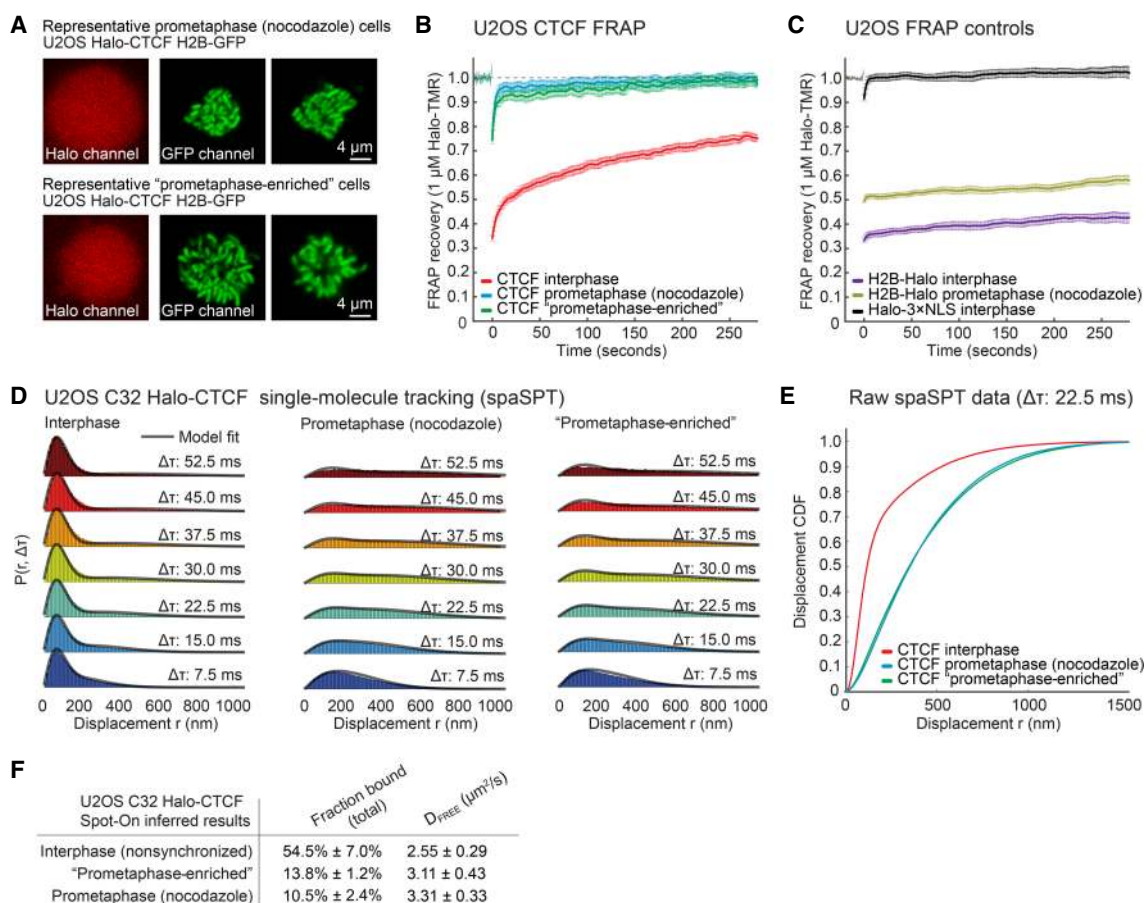 A
Representative prometaphase (nocodazole) cells
U2OS Halo-CTCF H2B-GFP
Halo channel
GFP channel
4 μm
Representative "prometaphase-enriched" cells
U2OS Halo-CTCF H2B-GFP
Halo channel
GFP channel
4 μm
B
U2OS CTCF FRAP
FRAP recovery (1 μM Halo-TMR)
1.0
0.9
0.8
0.7
0.6
0.5
0.4
0.3
0.2
0.1
0
CTCF interphase
CTCF prometaphase (nocodazole)
CTCF "prometaphase-enriched"
0 50 100 150 200 250
Time (seconds)
C
U2OS FRAP controls
FRAP recovery (1 μM Halo-TMR)
1.0
0.9
0.8
0.7
0.6
0.5
0.4
0.3
0.2
0.1
0
H2B-Halo interphase
H2B-Halo prometaphase (nocodazole)
Halo-3×NLS interphase
0 50 100 150 200 250
Time (seconds)
D
U2OS C32 Halo-CTCF single-molecule tracking (spaSPT)
P(r, Δτ)
Interphase
Model fit
Δτ: 52.5 ms
Δτ: 45.0 ms
Δτ: 37.5 ms
Δτ: 30.0 ms
Δτ: 22.5 ms
Δτ: 15.0 ms
Δτ: 7.5 ms
0 200 400 600 800 1000
Displacement r (nm)
Prometaphase (nocodazole)
Δτ: 52.5 ms
Δτ: 45.0 ms
Δτ: 37.5 ms
Δτ: 30.0 ms
Δτ: 22.5 ms
Δτ: 15.0 ms
Δτ: 7.5 ms
0 200 400 600 800 1000
Displacement r (nm)
"Prometaphase-enriched"
Δτ: 52.5 ms
Δτ: 45.0 ms
Δτ: 37.5 ms
Δτ: 30.0 ms
Δτ: 22.5 ms
Δτ: 15.0 ms
Δτ: 7.5 ms
0 200 400 600 800 1000
Displacement r (nm)
E
Raw spaSPT data (Δτ: 22.5 ms)
Displacement CDF
1.0
0.9
0.8
0.7
0.6
0.5
0.4
0.3
0.2
0.1
0
CTCF interphase
CTCF prometaphase (nocodazole)
CTCF "prometaphase-enriched"
0 500 1000 1500
Displacement r (nm)
F
U2OS C32 Halo-CTCF
Spot-On inferred results
Fraction bound
(total)
D_FREE (μm²/s)
Interphase (nonsynchronized) 54.5% ± 7.0% 2.55 ± 0.29
"Prometaphase-enriched" 13.8% ± 1.2% 3.11 ± 0.43
Prometaphase (nocodazole) 10.5% ± 2.4% 3.31 ± 0.33